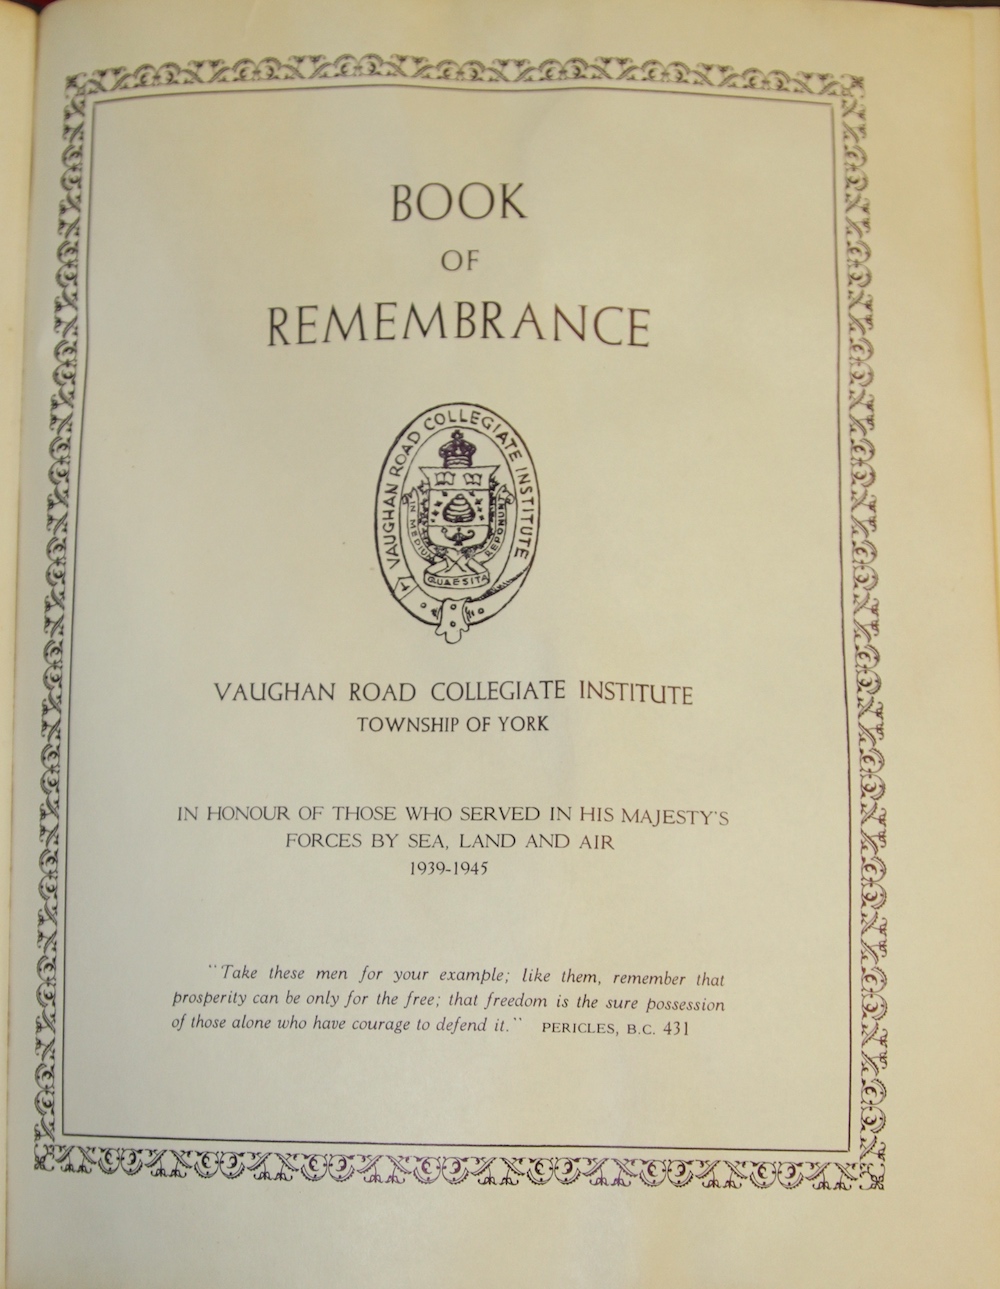 BOOK
OF
REMEMBRANCE
VAUGHAN ROAD COLLEGIATE INSTITUTE
IN MEDIUM
REPONUNT
QUAESITA
VAUGHAN ROAD COLLEGIATE INSTITUTE
TOWNSHIP OF YORK
IN HONOUR OF THOSE WHO SERVED IN HIS MAJESTY'S
FORCES BY SEA, LAND AND AIR
1939-1945
"Take these men for your example; like them, remember that
prosperity can be only for the free; that freedom is the sure possession
of those alone who have courage to defend it." PERICLES, B.C. 431